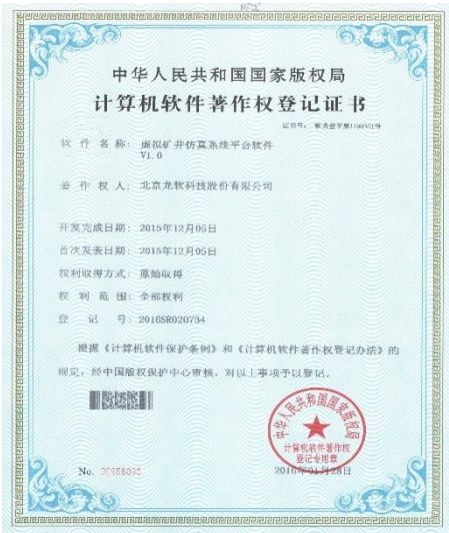 中华人民共和国国家版权局
计算机软件著作权登记证书
证书号：
软件名称：虚拟矿井仿真系统平台软件
V1.0
著作权人：北京龙软科技股份有限公司
开发完成日期：2015年12月05日
首次发表日期：2015年12月05日
权利取得方式：原始取得
权利范围：全部权利
登记号：2016SR020734
根据《计算机软件保护条例》和《计算机软件著作权登记办法》的
规定，经中国版权保护中心审核，对以上事项予以登记。
中华人民共和国国家版权局
计算机软件著作权
登记专用章
No.
2016年01月28日